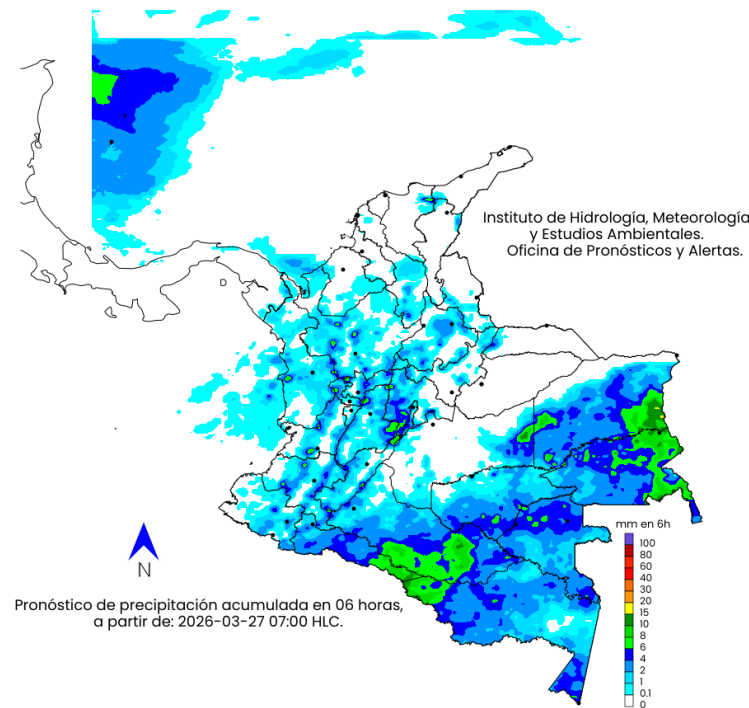 Instituto de Hidrología, Meteorología
y Estudios Ambientales.
Oficina de Pronósticos y Alertas.
mm en 6h
100
80
60
40
30
20
15
10
8
6
4
2
1
0.1
0
N
Pronóstico de precipitación acumulada en 06 horas,
a partir de: 2026-03-27 07:00 HLC.